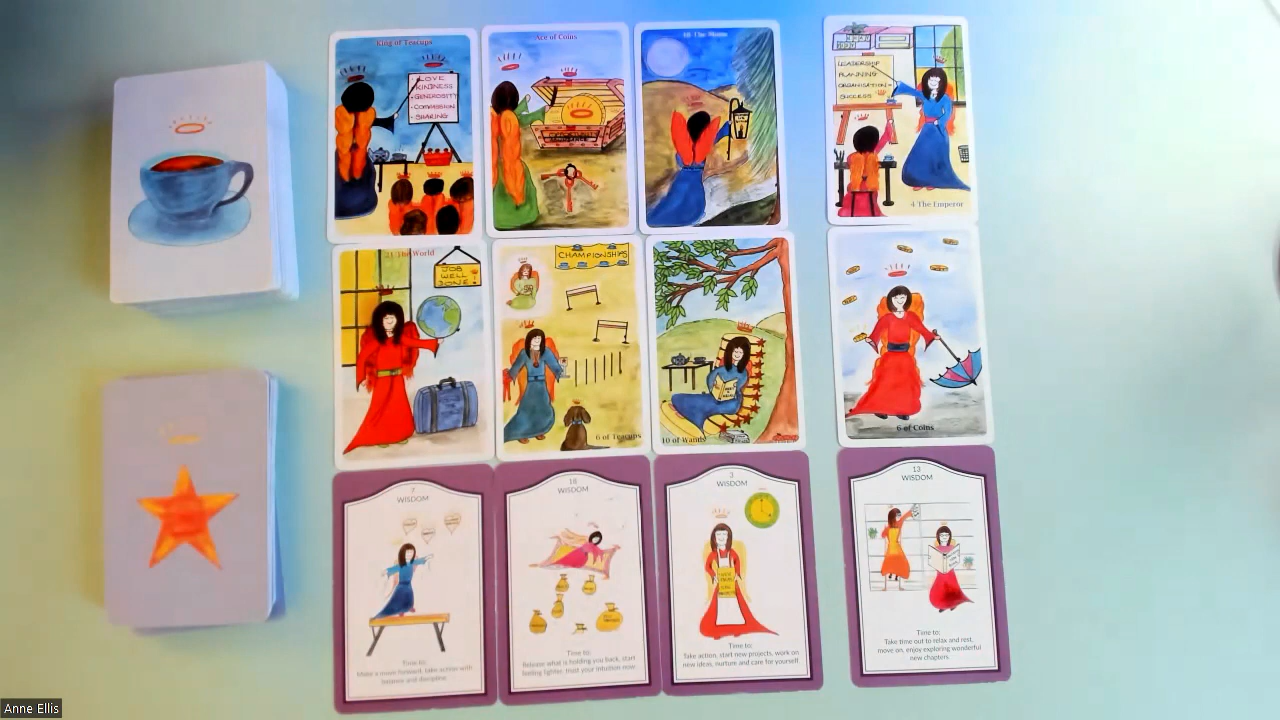 King of Teacups
LOVE
KINDNESS
GENEROSITY
COMPASSION
SHARING
Ace of Coins
18 The Moon
LEADERSHIP
PLANNING
ORGANISATION =
SUCCESS
4 The Emperor
21 The World
JOB
WELL
DONE!
CHAMPIONSHIPS
6 of Teacups
10 of Wands
6 of Coins
7
WISDOM
Time to:
Make a move forward, take action with
balance and discipline.
18
WISDOM
Time to:
Release what is holding you back, start
feeling lighter, trust your intuition now.
3
WISDOM
Time to:
Take action, start new projects, work on
new ideas, nurture and care for yourself.
13
WISDOM
Time to:
Take time out to relax and rest,
move on, enjoy exploring wonderful
new chapters.
Anne Ellis